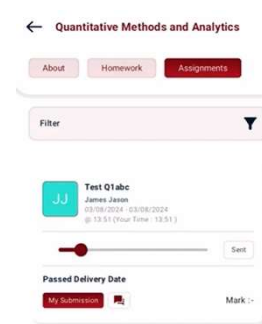 Quantitative Methods and Analytics
About Homework Assignments
Filter
Test Q1abc
JJ James Jason
03/08/2024 - 03/08/2024
@ 13:51 (Your Time : 13:51 )
Sent
Passed Delivery Date
My Submission Mark :-